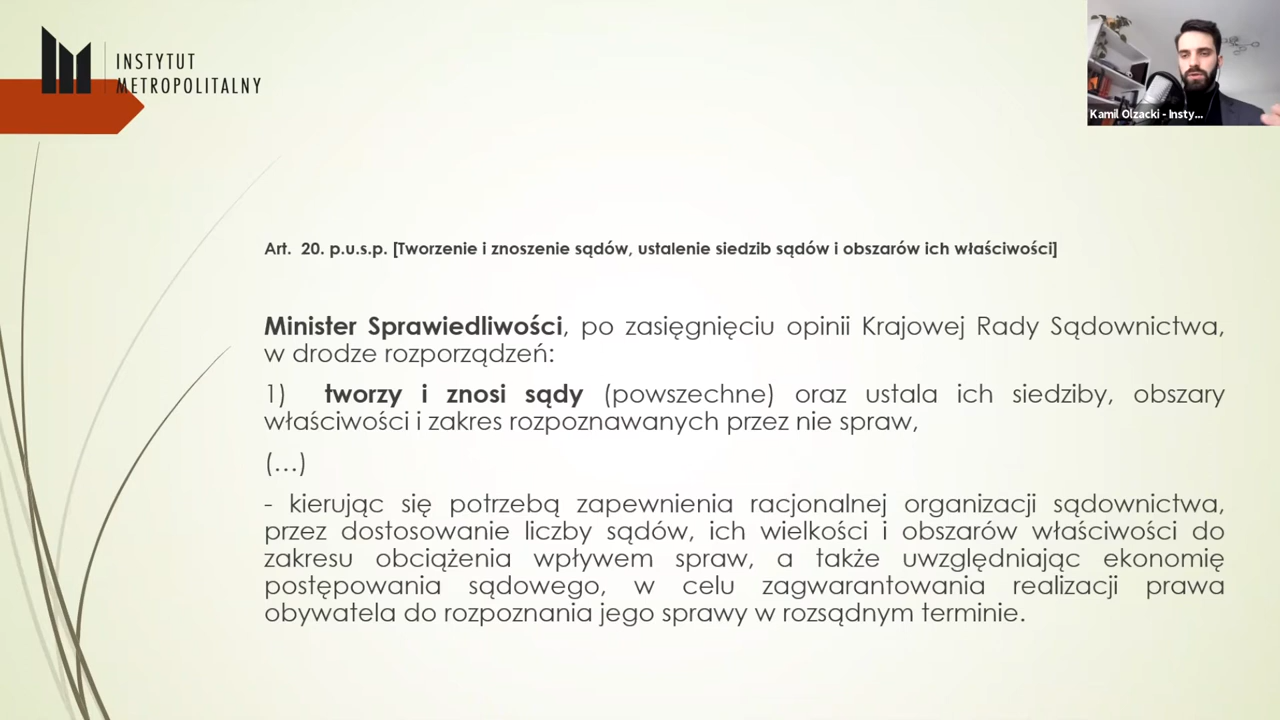 INSTYTUT
METROPOLITALNY
Kamil Olzacki - Insty...
Art. 20. p.u.s.p. [Tworzenie i znoszenie sądów, ustalenie siedzib sądów i obszarów ich właściwości]
Minister Sprawiedliwości, po zasięgnięciu opinii Krajowej Rady Sądownictwa,
w drodze rozporządzeń:
1) tworzy i znosi sądy (powszechne) oraz ustala ich siedziby, obszary
właściwości i zakres rozpoznawanych przez nie spraw,
(...)
- kierując się potrzebą zapewnienia racjonalnej organizacji sądownictwa,
przez dostosowanie liczby sądów, ich wielkości i obszarów właściwości do
zakresu obciążenia wpływem spraw, a także uwzględniając ekonomię
postępowania sądowego, w celu zagwarantowania realizacji prawa
obywatela do rozpoznania jego sprawy w rozsądnym terminie.